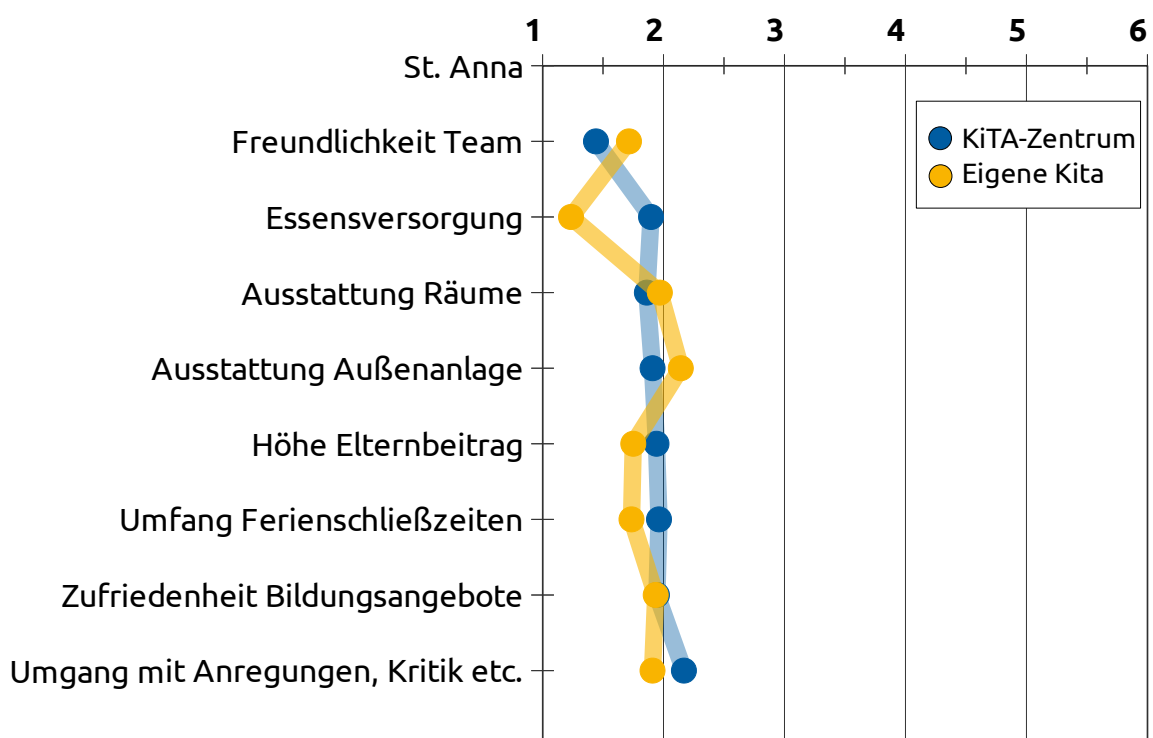 1 2 3 4 5 6
St. Anna
Freundlichkeit Team
KiTA-Zentrum
Eigene Kita
Essensversorgung
Ausstattung Räume
Ausstattung Außenanlage
Höhe Elternbeitrag
Umfang Ferienschließzeiten
Zufriedenheit Bildungsangebote
Umgang mit Anregungen, Kritik etc.